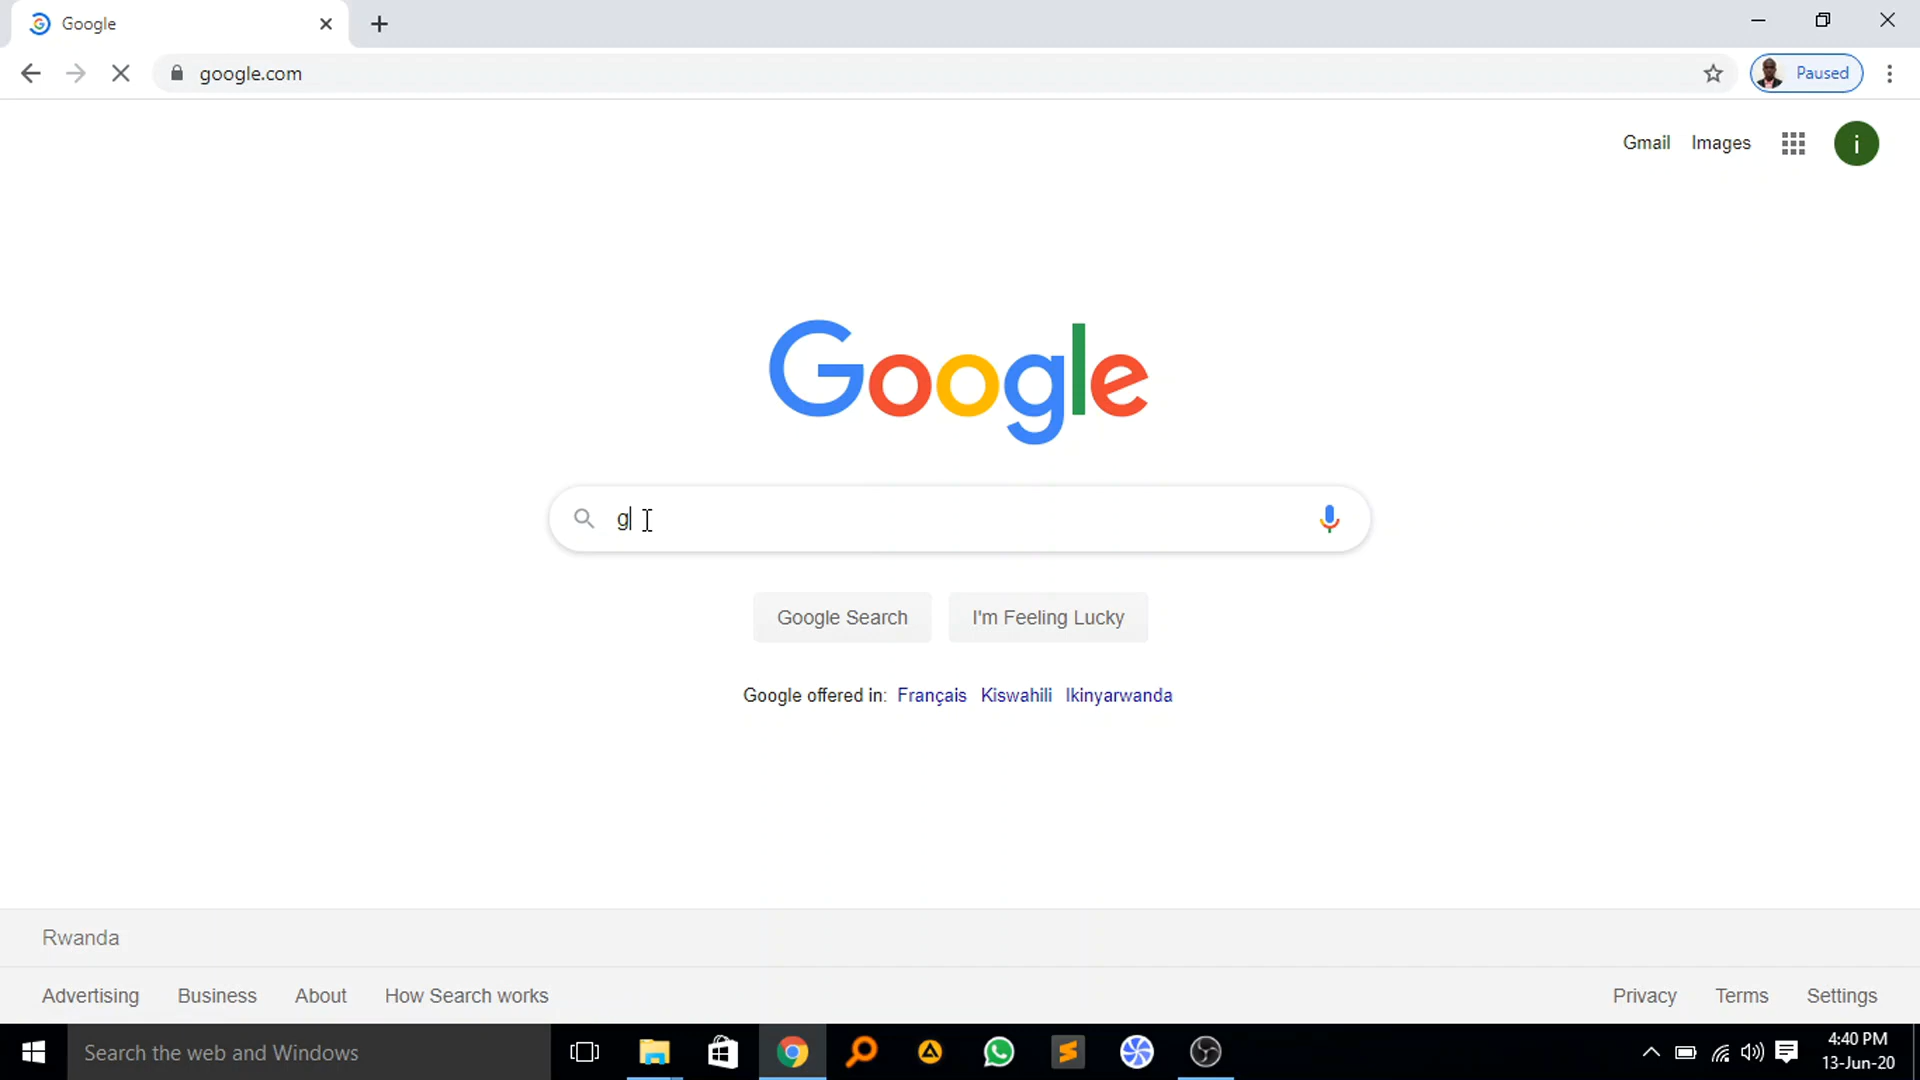 Google
google.com
Paused
Gmail Images
i
Google
g
Google Search I'm Feeling Lucky
Google offered in: Français Kiswahili Ikinyarwanda
Rwanda
Advertising Business About How Search works Privacy Terms Settings
Search the web and Windows
4:40 PM
13-Jun-20